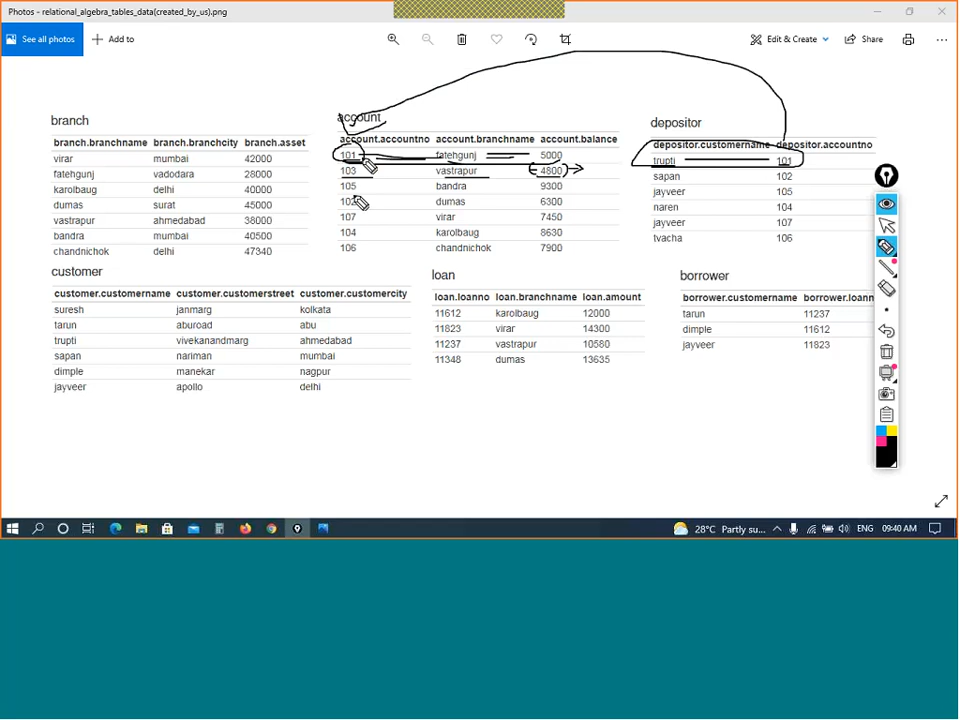 Photos - relational_algebra_tables_data(created_by_us).png
See all photos
Add to
Edit & Create
Share
branch
branch.branchname branch.branchcity branch.asset
virar mumbai 42000
fatehgunj vadodara 28000
karolbaug delhi 40000
dumas surat 45000
vastrapur ahmedabad 38000
bandra mumbai 40500
chandnichok delhi 47340
account
account.accountno account.branchname account.balance
101 fatehgunj 5000
103 vastrapur 4800
105 bandra 9300
102 dumas 6300
107 virar 7450
104 karolbaug 8630
106 chandnichok 7900
depositor
depositor.customername depositor.accountno
trupti 101
sapan 102
jayveer 105
naren 104
jayveer 107
tvacha 106
customer
customer.customername customer.customerstreet customer.customercity
suresh janmarg kolkata
tarun aburoad abu
trupti vivekanandmarg ahmedabad
sapan nariman mumbai
dimple manekar nagpur
jayveer apollo delhi
loan
loan.loanno loan.branchname loan.amount
11612 karolbaug 12000
11823 virar 14300
11237 vastrapur 10580
11348 dumas 13635
borrower
borrower.customername borrower.loann
tarun 11237
dimple 11612
jayveer 11823
28°C Partly su... ENG 09:40 AM